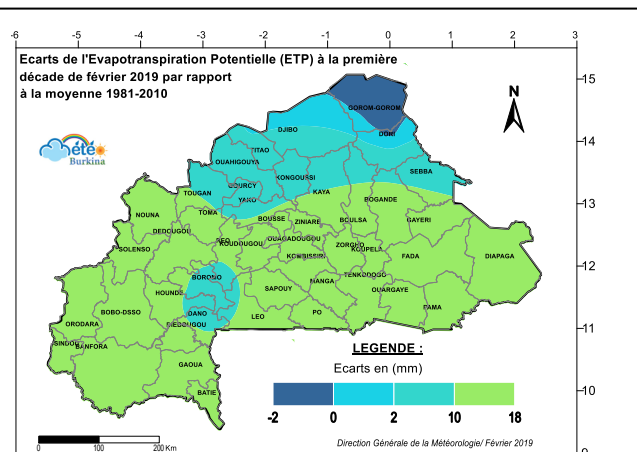 -6 -5 -4 -3 -2 -1 0 1 2 3
Ecarts de l'Evapotranspiration Potentielle (ETP) à la première
décade de février 2019 par rapport
à la moyenne 1981-2010
15
N
GOROM-GOROM
DJIBO
DORI
14
Météo
Burkina
TITAO
OUAHIGOUYA
KONGOUSSI
SEBBA
GOURCY
KAYA
TOUGAN
YAKO
BOGANDE
13
NOUNA
TOMA
BOUSSE
ZINIARE
BOULSA
GAYERI
DEDOUGOU
REO
KOUDOUGOU
OUAGADOUGOU
ZORGHO
SOLENSO
KOUPELA
KOMBISSIRI
FADA
DIAPAGA
12
BOROMO
TENKODOGO
MANGA
HOUNDE
SAPOUY
OUARGAYE
BOBO-DSSO
DANO
LEO
PO
PAMA
ORODARA
DIEBOUGOU
11
SINDOU
BANFORA
LEGENDE :
GAOUA
Ecarts en (mm)
BATIE
10
-2 0 2 10 18
0 100 200 Km
Direction Générale de la Météorologie/ Février 2019
9